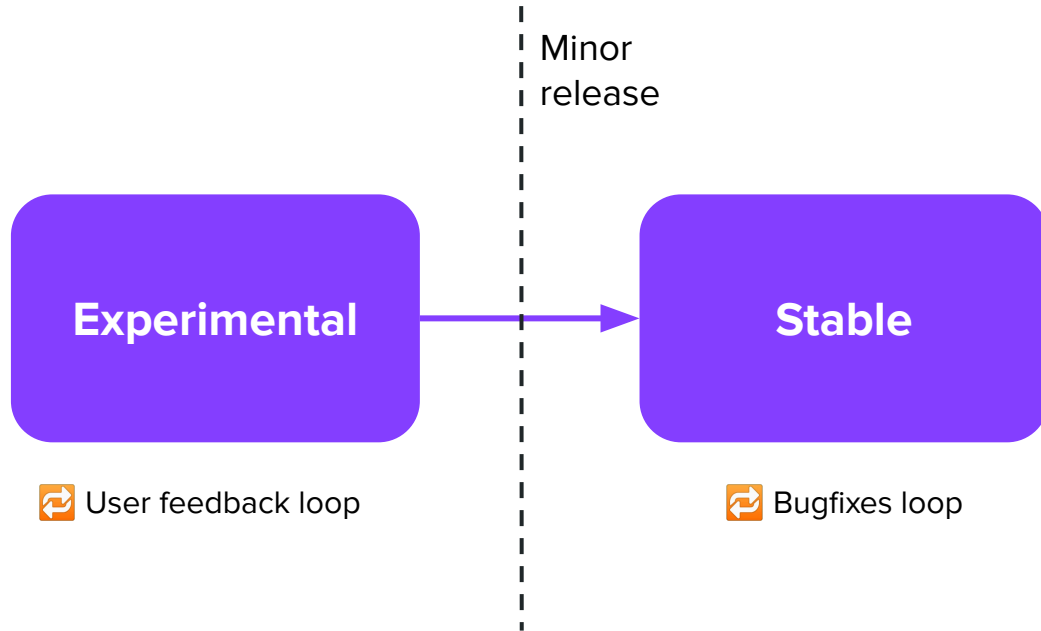 Minor
release
Experimental
Stable
🔁 User feedback loop
🔁 Bugfixes loop